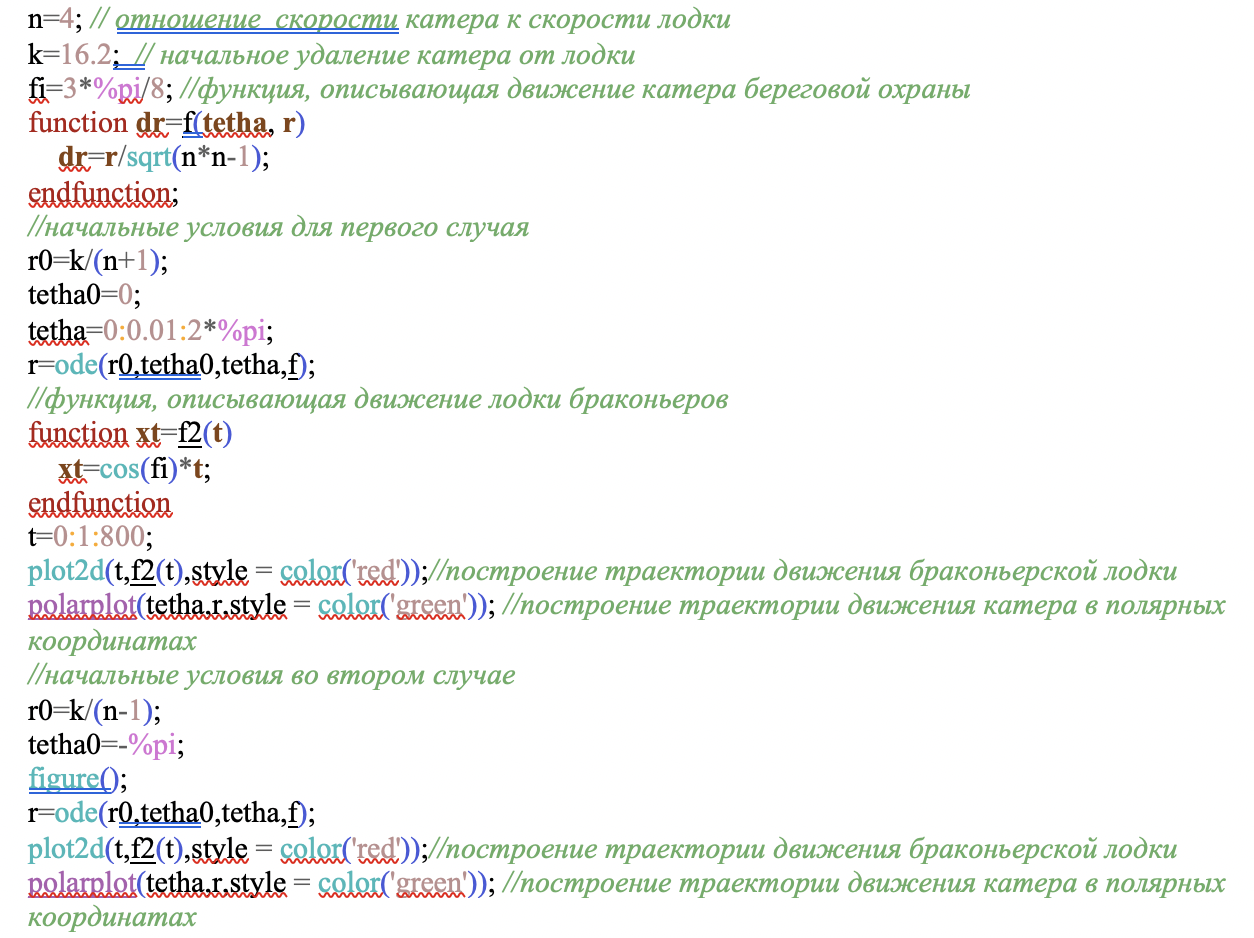 n=4; // отношение скорости катера к скорости лодки
k=16.2; // начальное удаление катера от лодки
fi=3*%pi/8; //функция, описывающая движение катера береговой охраны
function dr=f(tetha, r)
dr=r/sqrt(n*n-1);
endfunction;
//начальные условия для первого случая
r0=k/(n+1);
tetha0=0;
tetha=0:0.01:2*%pi;
r=ode(r0,tetha0,tetha,f);
//функция, описывающая движение лодки браконьеров
function xt=f2(t)
xt=cos(fi)*t;
endfunction
t=0:1:800;
plot2d(t,f2(t),style = color('red'));//построение траектории движения браконьерской лодки
polarplot(tetha,r,style = color('green')); //построение траектории движения катера в полярных
координатах
//начальные условия во втором случае
r0=k/(n-1);
tetha0=-%pi;
figure();
r=ode(r0,tetha0,tetha,f);
plot2d(t,f2(t),style = color('red'));//построение траектории движения браконьерской лодки
polarplot(tetha,r,style = color('green')); //построение траектории движения катера в полярных
координатах